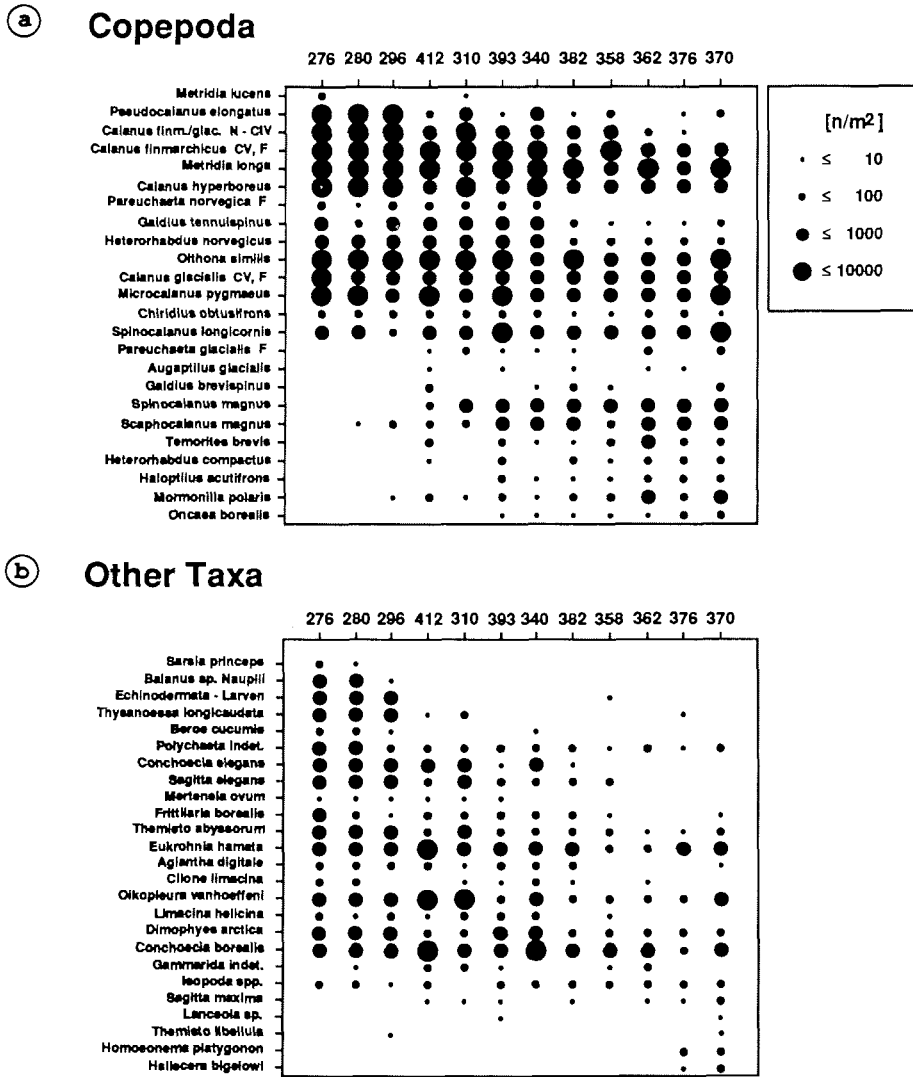 a Copepoda
276 280 296 412 310 393 340 382 358 362 376 370
Metridia lucens
Pseudocalanus elongatus
Calanus finm./glac. N - CIV
Calanus finmarchicus CV, F
Metridia longa
Calanus hyperboreus
Pareuchaeta norvegica F
Gaidius tennuispinus
Heterorhabdus norvegicus
Oithona similis
Calanus glacialis CV, F
Microcalanus pygmaeus
Chiridius obtusifrons
Spinocalanus longicornis
Pareuchaeta glacialis F
Augaptilus glacialis
Gaidius brevispinus
Spinocalanus magnus
Scaphocalanus magnus
Temorites brevis
Heterorhabdus compactus
Haloptilus acutifrons
Mormonilla polaris
Oncaea borealis
[n/m2]
≤ 10
≤ 100
≤ 1000
≤ 10000
b Other Taxa
276 280 296 412 310 393 340 382 358 362 376 370
Sarsia princeps
Balanus sp. Nauplii
Echinodermata - Larven
Thysanoessa longicaudata
Beroe cucumis
Polychaeta indet.
Conchoecia elegans
Sagitta elegans
Mertensia ovum
Frittilaria borealis
Themisto abyssorum
Eukrohnia hamata
Aglantha digitale
Clione limacina
Oikopleura vanhoeffeni
Limacina helicina
Dimophyes arctica
Conchoecia borealis
Gammarida indet.
Isopoda spp.
Sagitta maxima
Lanceola sp.
Themisto libellula
Homoeonema platygonon
Halicera bigelowi